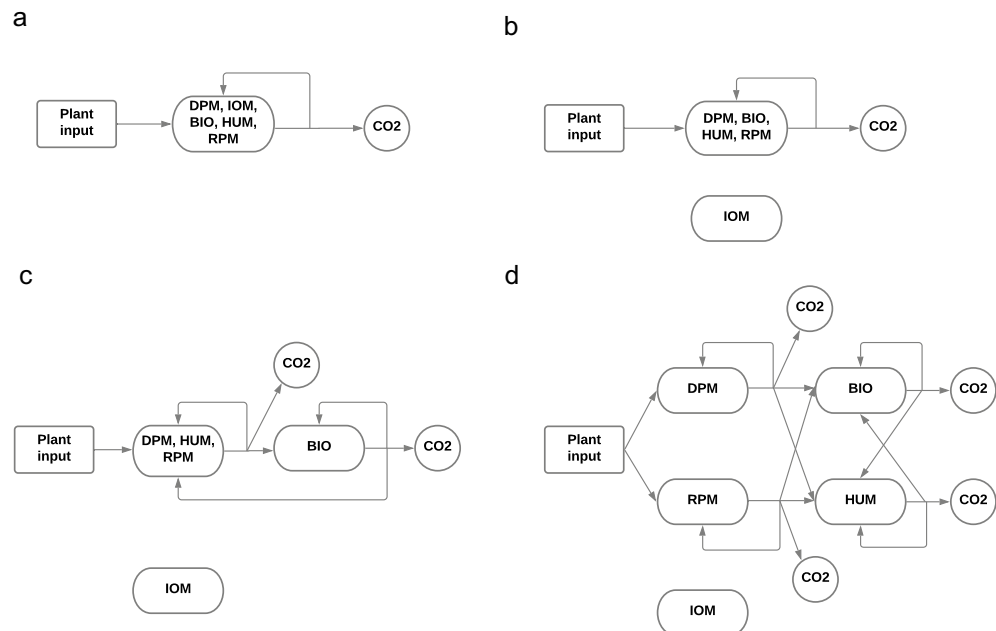 a
Plant
input
DPM, IOM,
BIO, HUM,
RPM
CO2
b
Plant
input
DPM, BIO,
HUM, RPM
CO2
IOM
c
CO2
Plant
input
DPM, HUM,
RPM
BIO
CO2
IOM
d
CO2
DPM
BIO
CO2
Plant
input
RPM
HUM
CO2
CO2
IOM